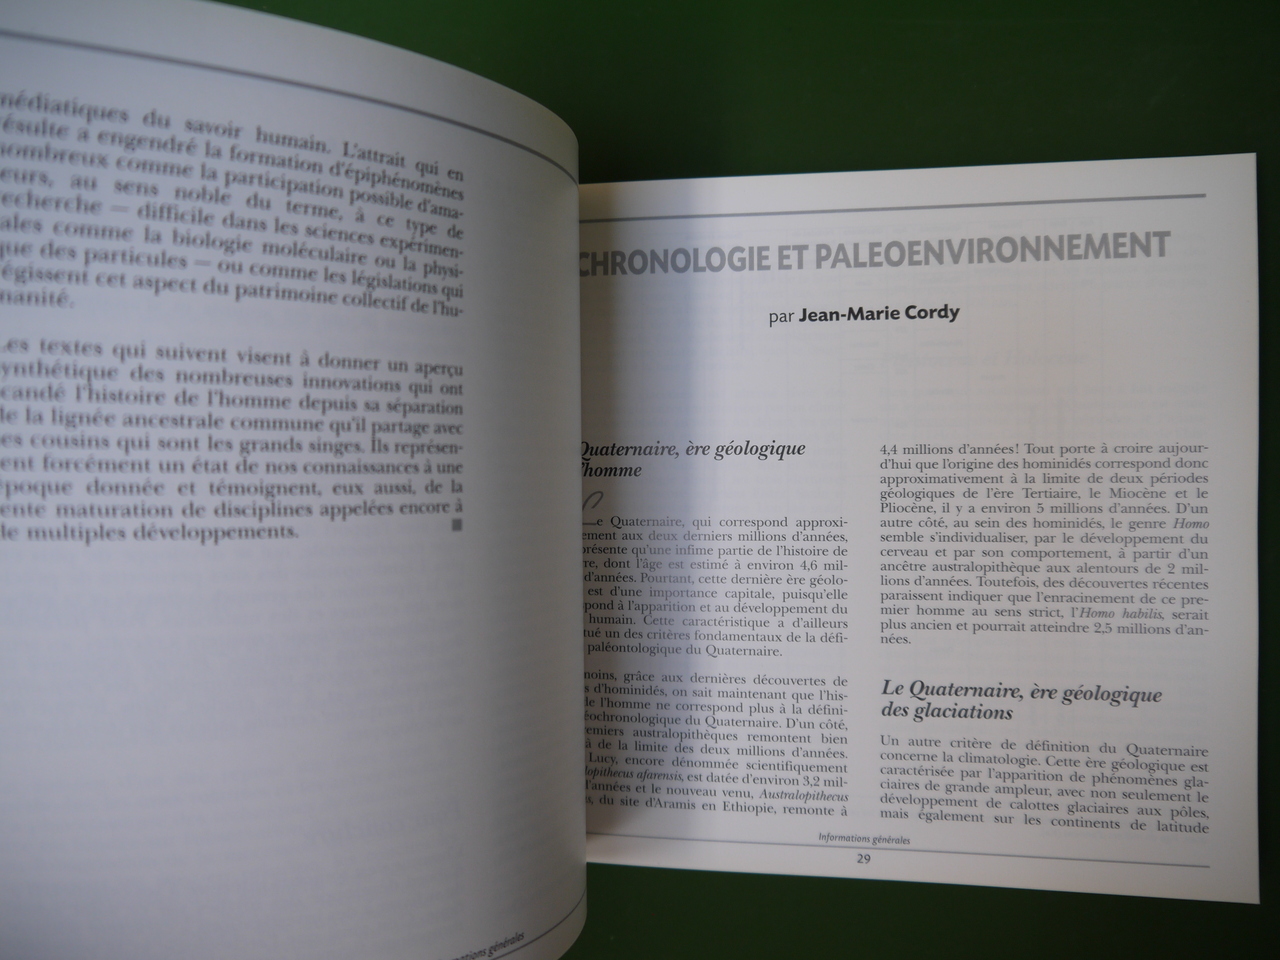 médiatiques du savoir humain. L'attrait qui en
résulte a engendré la formation d'épiphénomènes
nombreux comme la participation possible d'ama-
eurs, au sens noble du terme, à ce type de
echerche — difficile dans les sciences expérimen-
ales comme la biologie moléculaire ou la physi-
que des particules — ou comme les législations qui
égissent cet aspect du patrimoine collectif de l'hu-
manité.
Les textes qui suivent visent à donner un aperçu
ynthétique des nombreuses innovations qui ont
candé l'histoire de l'homme depuis sa séparation
de la lignée ancestrale commune qu'il partage avec
es cousins qui sont les grands singes. Ils représen-
ent forcément un état de nos connaissances à une
époque donnée et témoignent, eux aussi, de la
ente maturation de disciplines appelées encore à
de multiples développements.
ations générales
CHRONOLOGIE ET PALEOENVIRONNEMENT
par Jean-Marie Cordy
Quaternaire, ère géologique
l'homme
Le Quaternaire, qui correspond approxi-
ement aux deux derniers millions d'années,
présente qu'une infime partie de l'histoire de
re, dont l'âge est estimé à environ 4,6 mil-
d'années. Pourtant, cette dernière ère géolo-
est d'une importance capitale, puisqu'elle
pond à l'apparition et au développement du
humain. Cette caractéristique a d'ailleurs
tué un des critères fondamentaux de la défi-
paléontologique du Quaternaire.
moins, grâce aux dernières découvertes de
s d'hominidés, on sait maintenant que l'his-
de l'homme ne correspond plus à la défini-
éochronologique du Quaternaire. D'un côté,
remiers australopithèques remontent bien
à de la limite des deux millions d'années.
Lucy, encore dénommée scientifiquement
lopithecus afarensis, est datée d'environ 3,2 mil-
d'années et le nouveau venu, Australopithecus
s, du site d'Aramis en Ethiopie, remonte à
4,4 millions d'années! Tout porte à croire aujour-
d'hui que l'origine des hominidés correspond donc
approximativement à la limite de deux périodes
géologiques de l'ère Tertiaire, le Miocène et le
Pliocène, il y a environ 5 millions d'années. D'un
autre côté, au sein des hominidés, le genre Homo
semble s'individualiser, par le développement du
cerveau et par son comportement, à partir d'un
ancêtre australopithèque aux alentours de 2 mil-
lions d'années. Toutefois, des découvertes récentes
paraissent indiquer que l'enracinement de ce pre-
mier homme au sens strict, l'Homo habilis, serait
plus ancien et pourrait atteindre 2,5 millions d'an-
nées.
Le Quaternaire, ère géologique
des glaciations
Un autre critère de définition du Quaternaire
concerne la climatologie. Cette ère géologique est
caractérisée par l'apparition de phénomènes gla-
ciaires de grande ampleur, avec non seulement le
développement de calottes glaciaires aux pôles,
mais également sur les continents de latitude
Informations générales
29